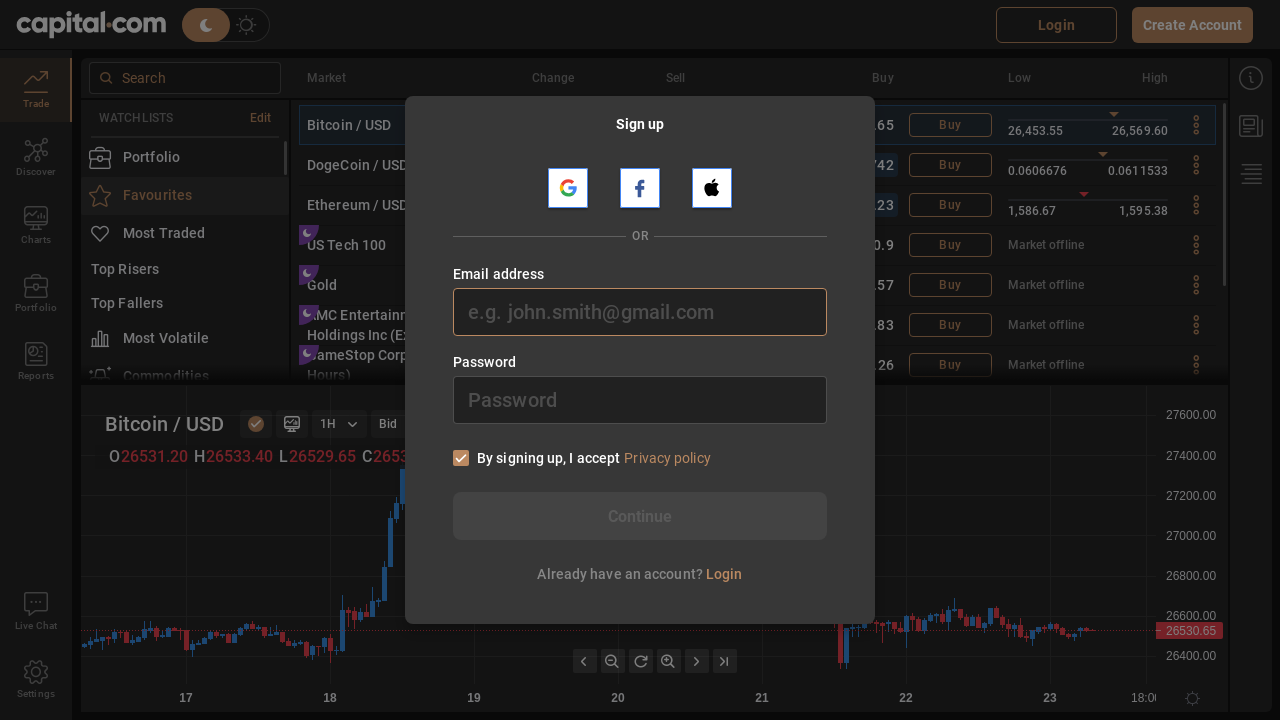 capital.com
Login
Create Account
Trade
Discover
Charts
Portfolio
Reports
Live Chat
Settings
Search
WATCHLISTS Edit
Portfolio
Favourites
Most Traded
Top Risers
Top Fallers
Most Volatile
Commodities
Market Change Sell Buy Low High
Bitcoin / USD .65 Buy 26,453.55 26,569.60
DogeCoin / USD 742 Buy 0.0606676 0.0611533
Ethereum / USD .23 Buy 1,586.67 1,595.38
US Tech 100 0.9 Buy Market offline
Gold .57 Buy Market offline
AMC Entertainm
Holdings Inc (Ex .83 Buy Market offline
GameStop Corp
Hours) .26 Buy Market offline
Sign up
OR
Email address
e.g. john.smith@gmail.com
Password
Password
By signing up, I accept Privacy policy
Continue
Already have an account? Login
Bitcoin / USD 1H Bid
O26531.20 H26533.40 L26529.65 C2653
27600.00
27400.00
27200.00
27000.00
26800.00
26600.00
26530.65
26400.00
17 18 19 20 21 22 23 18:00